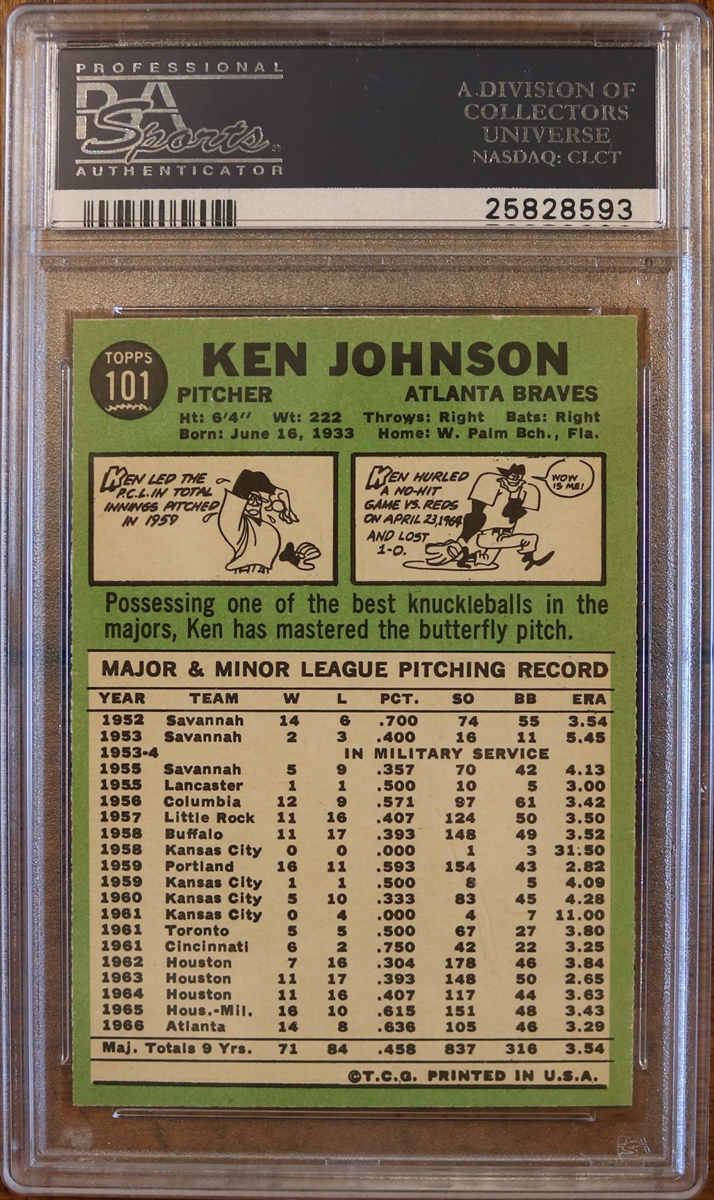 PROFESSIONAL
PSA
Sports
AUTHENTICATOR
A DIVISION OF
COLLECTORS
UNIVERSE
NASDAQ: CLCT
25828593
TOPPS
101
KEN JOHNSON
PITCHER ATLANTA BRAVES
Ht: 6'4" Wt: 222 Throws: Right Bats: Right
Born: June 16, 1933 Home: W. Palm Bch., Fla.
KEN LED THE
P.C.L. IN TOTAL
INNINGS PITCHED
IN 1959
KEN HURLED
A NO-HIT
GAME VS. REDS
ON APRIL 23, 1964
AND LOST
1-0.
WOW
IS ME!
Possessing one of the best knuckleballs in the
majors, Ken has mastered the butterfly pitch.
MAJOR & MINOR LEAGUE PITCHING RECORD
YEAR TEAM W L PCT. SO BB ERA
1952 Savannah 14 6 .700 74 55 3.54
1953 Savannah 2 3 .400 16 11 5.45
1953-4 IN MILITARY SERVICE
1955 Savannah 5 9 .357 70 42 4.13
1955 Lancaster 1 1 .500 10 5 3.00
1956 Columbia 12 9 .571 97 61 3.42
1957 Little Rock 11 16 .407 124 50 3.50
1958 Buffalo 11 17 .393 148 49 3.52
1958 Kansas City 0 0 .000 1 3 31.50
1959 Portland 16 11 .593 154 43 2.82
1959 Kansas City 1 1 .500 8 5 4.09
1960 Kansas City 5 10 .333 83 45 4.28
1961 Kansas City 0 4 .000 4 7 11.00
1961 Toronto 5 5 .500 67 27 3.80
1961 Cincinnati 6 2 .750 42 22 3.25
1962 Houston 7 16 .304 178 46 3.84
1963 Houston 11 17 .393 148 50 2.65
1964 Houston 11 16 .407 117 44 3.63
1965 Hous.-Mil. 16 10 .615 151 48 3.43
1966 Atlanta 14 8 .636 105 46 3.29
Maj. Totals 9 Yrs. 71 84 .458 837 316 3.54
©T.C.G. PRINTED IN U.S.A.
PSA